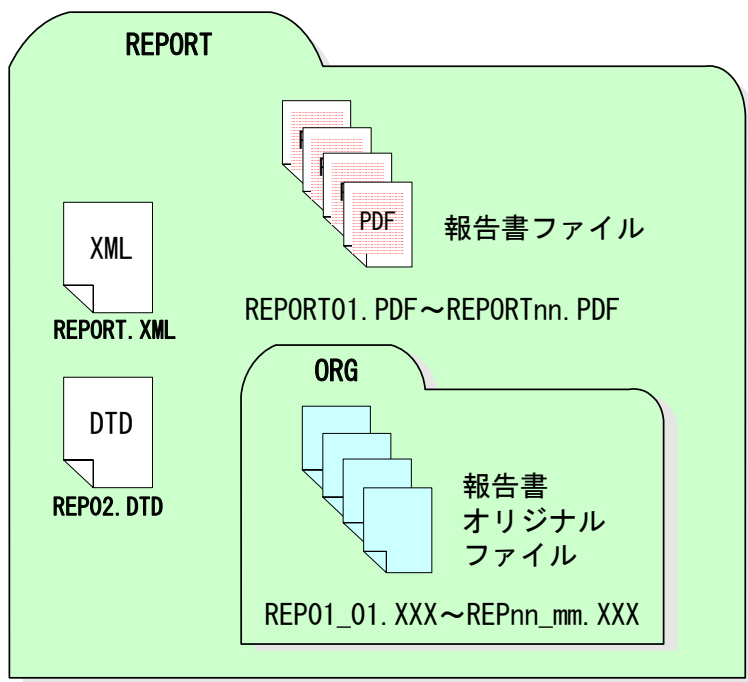 REPORT
PDF
報告書ファイル
XML
REPORT.XML
REPORT01.PDF～REPORTnn.PDF
ORG
DTD
REP02.DTD
報告書
オリジナル
ファイル
REP01_01.XXX～REPnn_mm.XXX